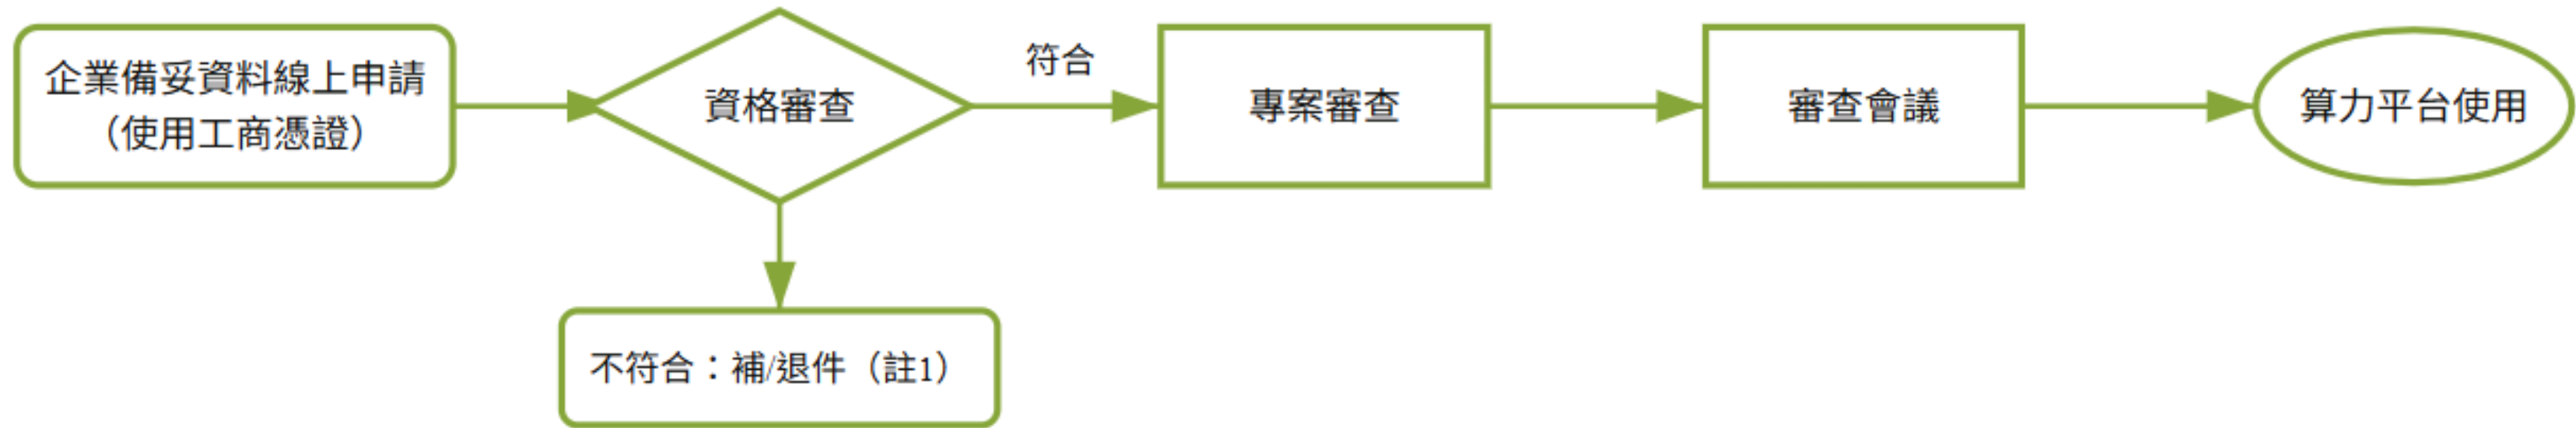 企業備妥資料線上申請
（使用工商憑證）
資格審查
符合
專案審查
審查會議
算力平台使用
不符合：補/退件（註1）